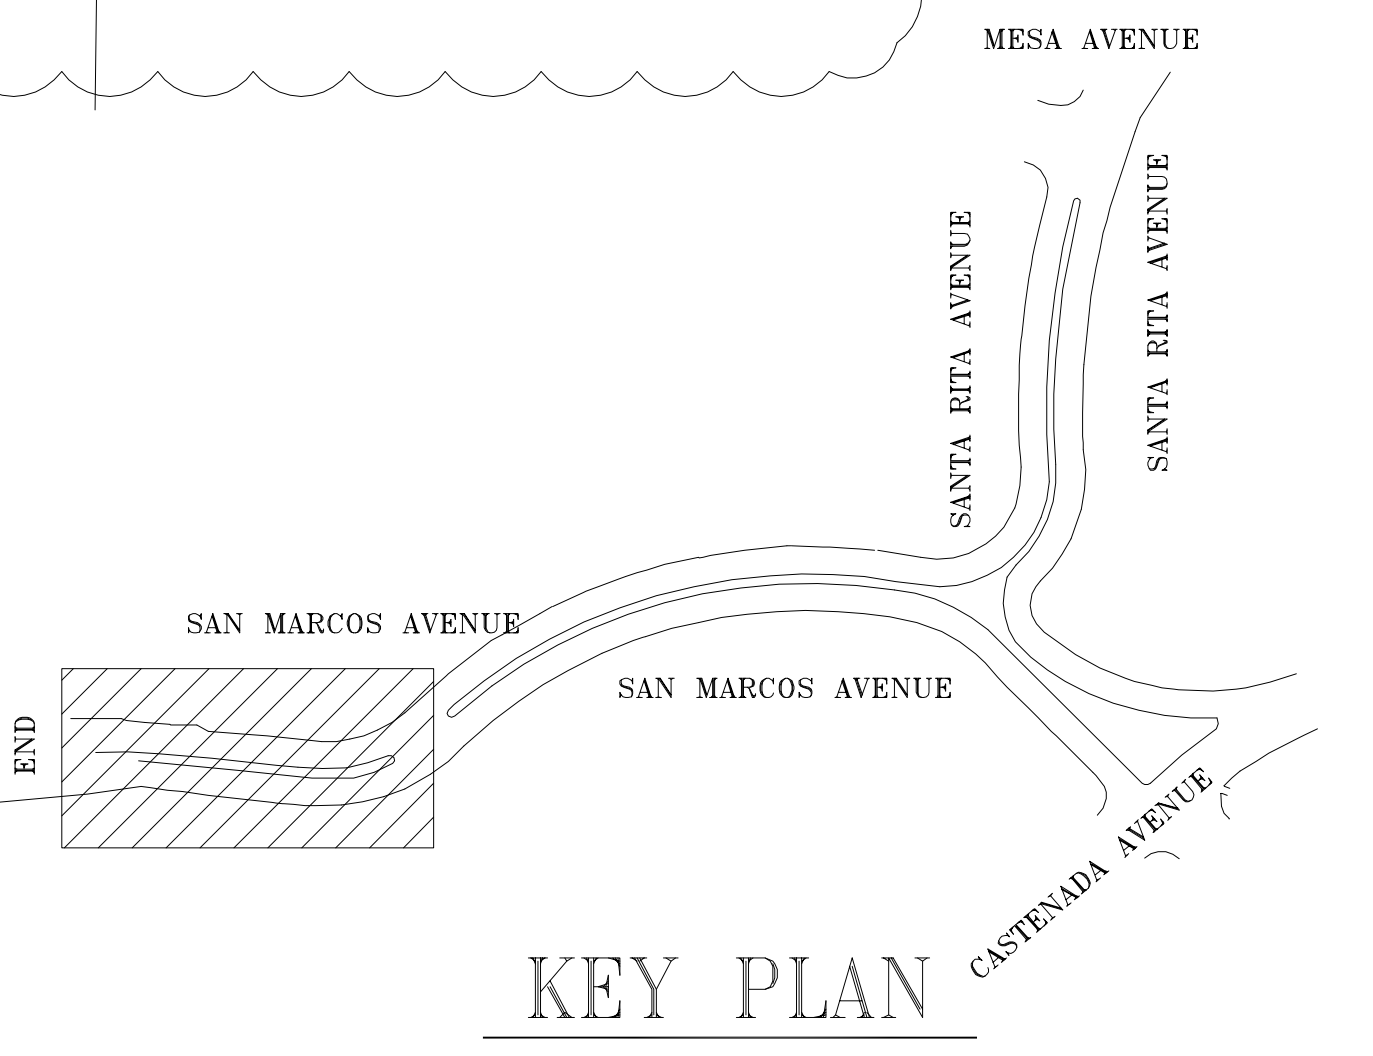 MESA AVENUE
SANTA RITA AVENUE
SANTA RITA AVENUE
SAN MARCOS AVENUE
SAN MARCOS AVENUE
END
CASTENADA AVENUE
KEY PLAN